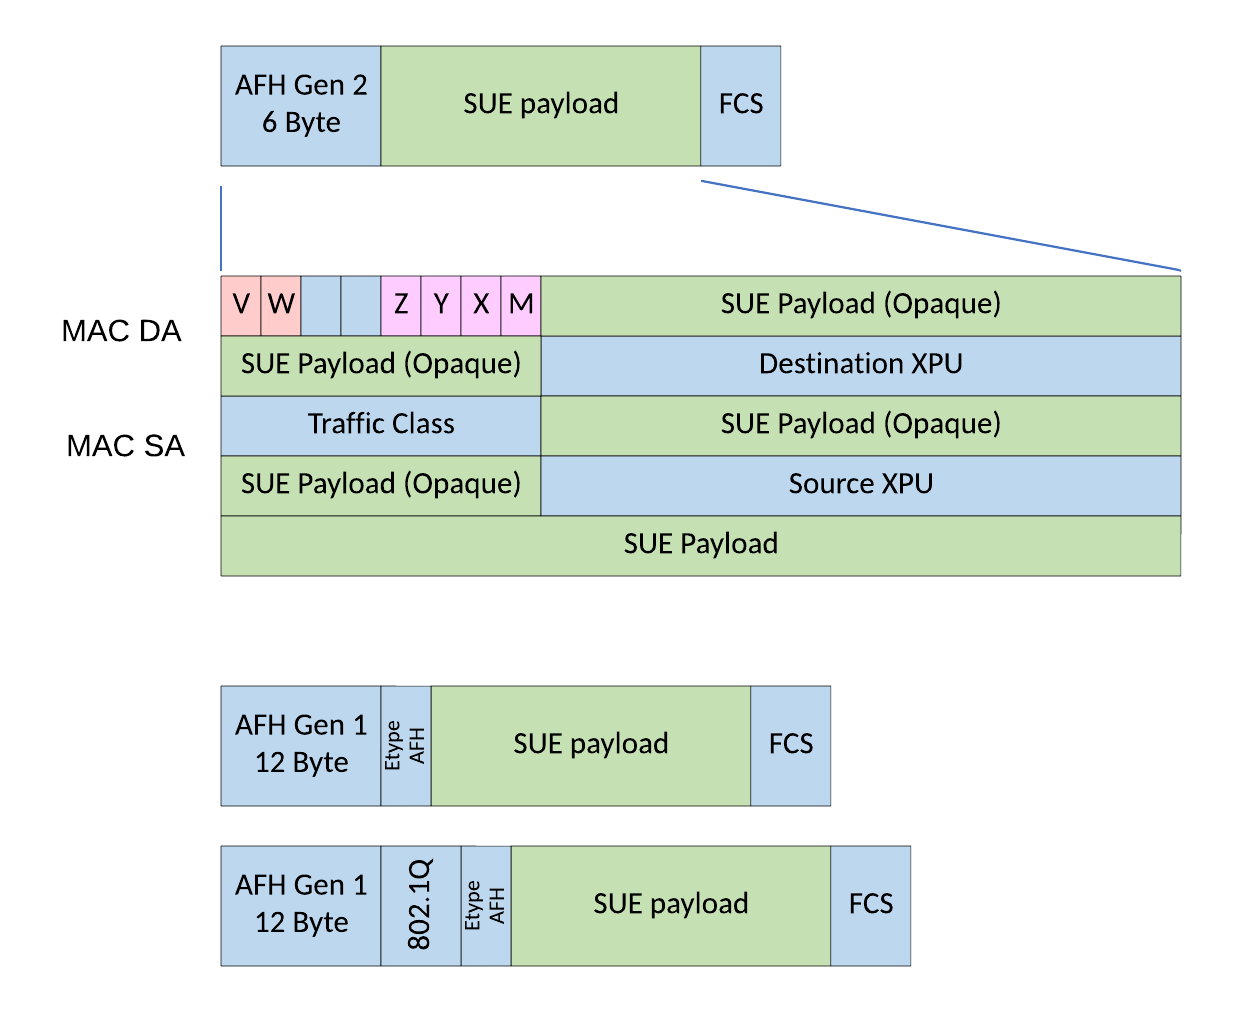 AFH Gen 2
6 Byte
SUE payload
FCS
V W Z Y X M SUE Payload (Opaque)
MAC DA
SUE Payload (Opaque) Destination XPU
Traffic Class SUE Payload (Opaque)
MAC SA
SUE Payload (Opaque) Source XPU
SUE Payload
AFH Gen 1
12 Byte
Etype
AFH
SUE payload
FCS
AFH Gen 1
12 Byte
802.1Q
Etype
AFH
SUE payload
FCS